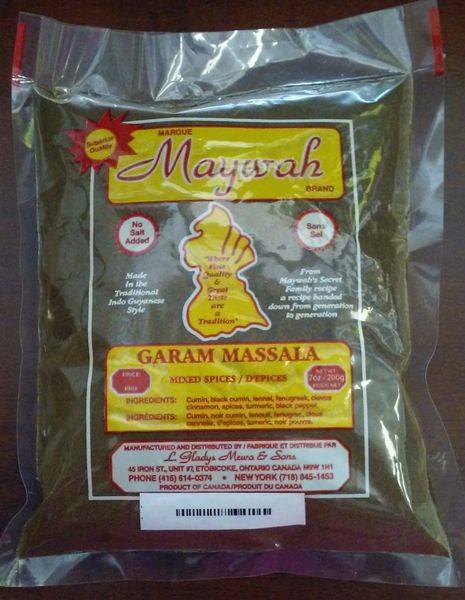 Superior
Quality
MARQUE
Maywah
BRAND
No
Salt
Added
Sans
Sel
"Where
Fine
Quality
&
Great
Taste
are
a
Tradition"
Made
in the
Traditional
Indo Guyanese
Style
From
Maywah's Secret
Family recipe
a recipe handed
down from generation
to generation
GARAM MASSALA
PRICE
PRIX
MIXED SPICES / D'EPICES
NET WT
7oz / 200g
POIDS NET
INGREDIENTS: Cumin, black cumin, fennel, fenugreek, cloves
cinnamon, spices, turmeric, black pepper.
INGRÉDIENTS: Cumin, noir cumin, fenouil, fenugrec, clous
cannelle, d'epices, turmeric, noir pouvre.
MANUFACTURED AND DISTRIBUTED BY / FABRIQUE ET DISTRIBUE PAR
L. Gladys Mewa & Sons
45 IRON ST., UNIT #7, ETOBICOKE, ONTARIO CANADA M9W 1H1
PHONE (416) 614-0374 • NEW YORK (718) 845-1453
PRODUCT OF CANADA/PRODUIT DU CANADA